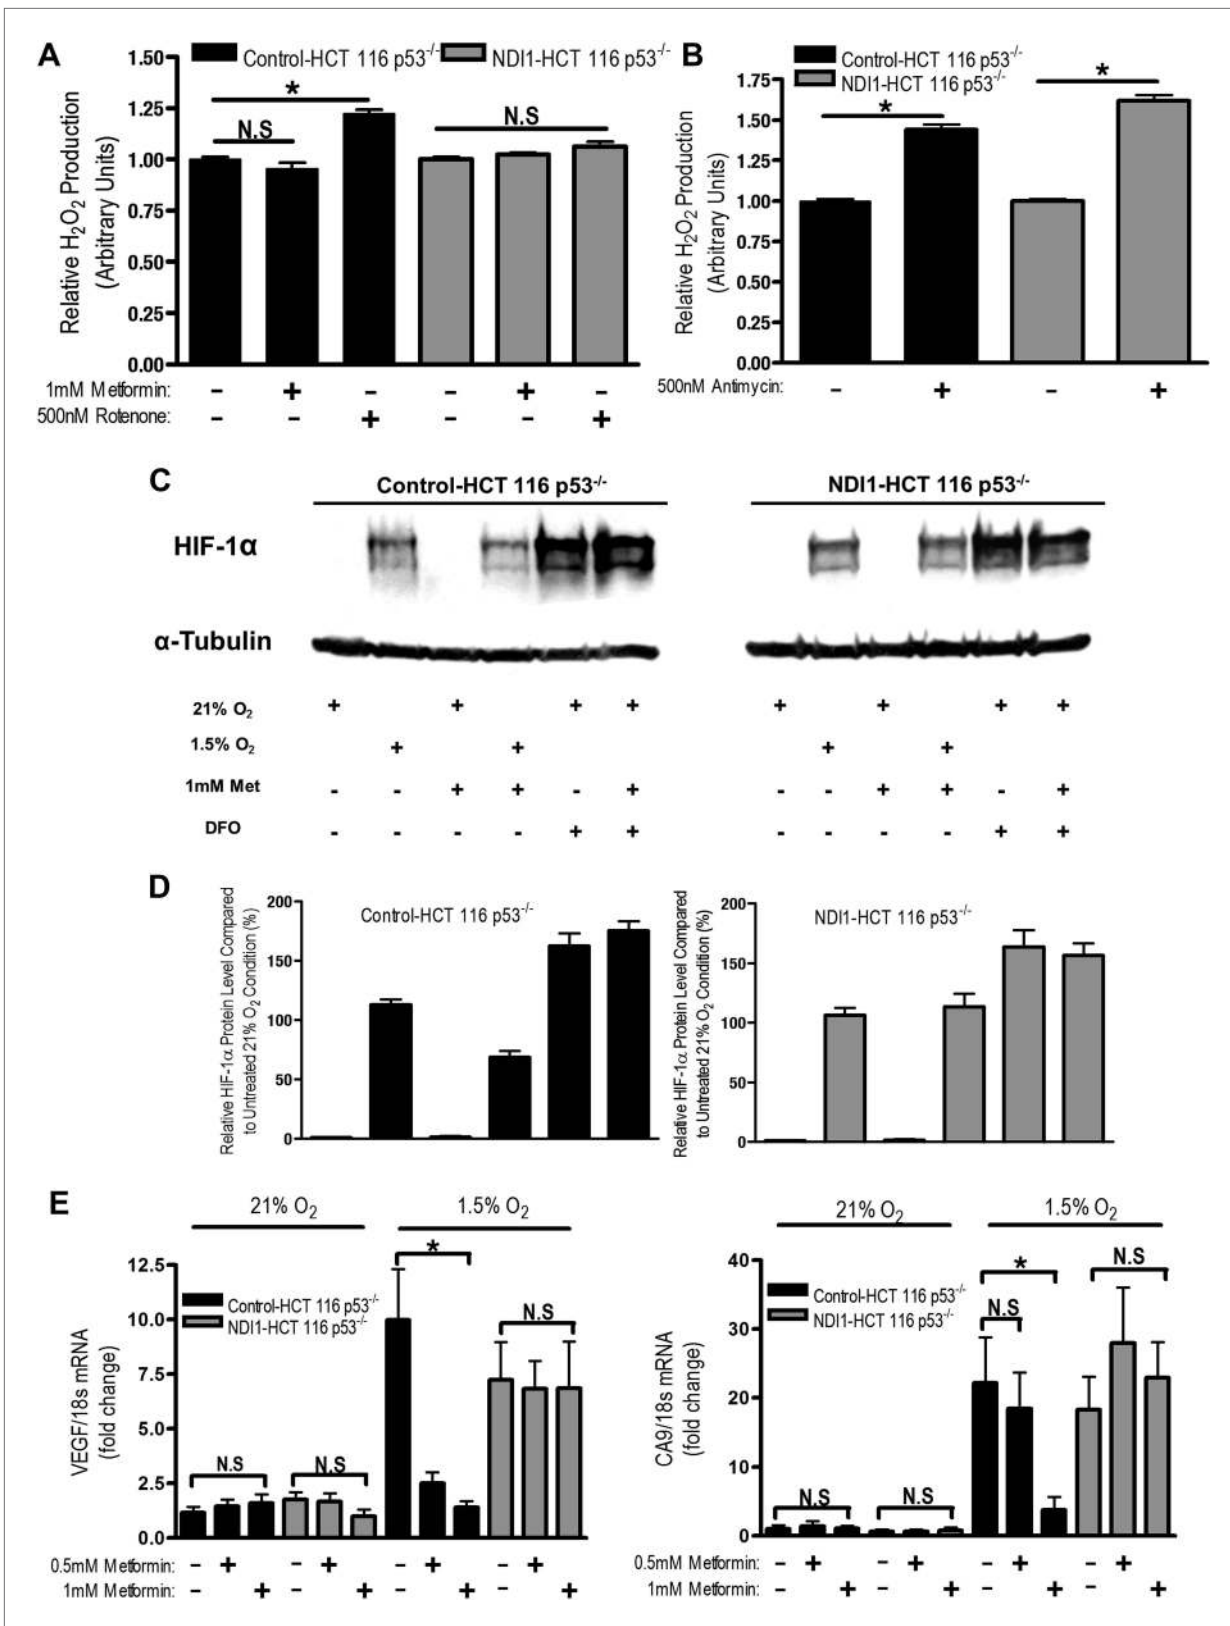 A
Control-HCT 116 p53-/-
NDI1-HCT 116 p53-/-
Relative H2O2 Production
(Arbitrary Units)
1.50
1.25
1.00
0.75
0.50
0.25
0.00
*
N.S
N.S
1mM Metformin: - + - - + -
500nM Rotenone: - - + - - +
B
Control-HCT 116 p53-/-
NDI1-HCT 116 p53-/-
Relative H2O2 Production
(Arbitrary Units)
1.75
1.50
1.25
1.00
0.75
0.50
0.25
0.00
*
*
500nM Antimycin: - + - +
C
Control-HCT 116 p53-/-
NDI1-HCT 116 p53-/-
HIF-1α
α-Tubulin
21% O2 + + + + + + + +
1.5% O2 + + + +
1mM Met - - + + - + - - + + - +
DFO - - - - + + - - - - + +
D
Relative HIF-1α Protein Level Compared
to Untreated 21% O2 Condition (%)
200
150
100
50
0
Control-HCT 116 p53-/-
Relative HIF-1α Protein Level Compared
to Untreated 21% O2 Condition (%)
200
150
100
50
0
NDI1-HCT 116 p53-/-
E
21% O2
1.5% O2
VEGF/18s mRNA
(fold change)
12.5
10.0
7.5
5.0
2.5
0.0
Control-HCT 116 p53-/-
NDI1-HCT 116 p53-/-
N.S
N.S
*
N.S
0.5mM Metformin: - + - + - + - +
1mM Metformin: - + - + - + - +
21% O2
1.5% O2
CA9/18s mRNA
(fold change)
40
30
20
10
0
Control-HCT 116 p53-/-
NDI1-HCT 116 p53-/-
N.S
N.S
*
N.S
N.S
0.5mM Metformin: - + - + - + - +
1mM Metformin: - + - + - + - +